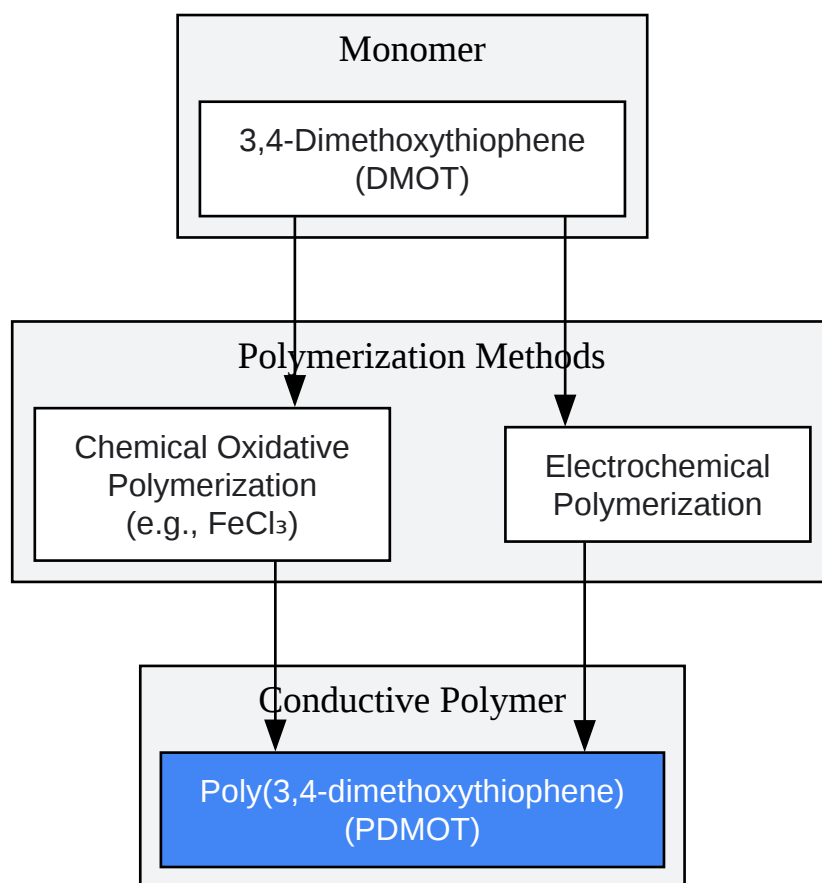 Monomer
3,4-Dimethoxythiophene
(DMOT)
Polymerization Methods
Chemical Oxidative
Polymerization
(e.g., FeCl₃)
Electrochemical
Polymerization
Conductive Polymer
Poly(3,4-dimethoxythiophene)
(PDMOT)